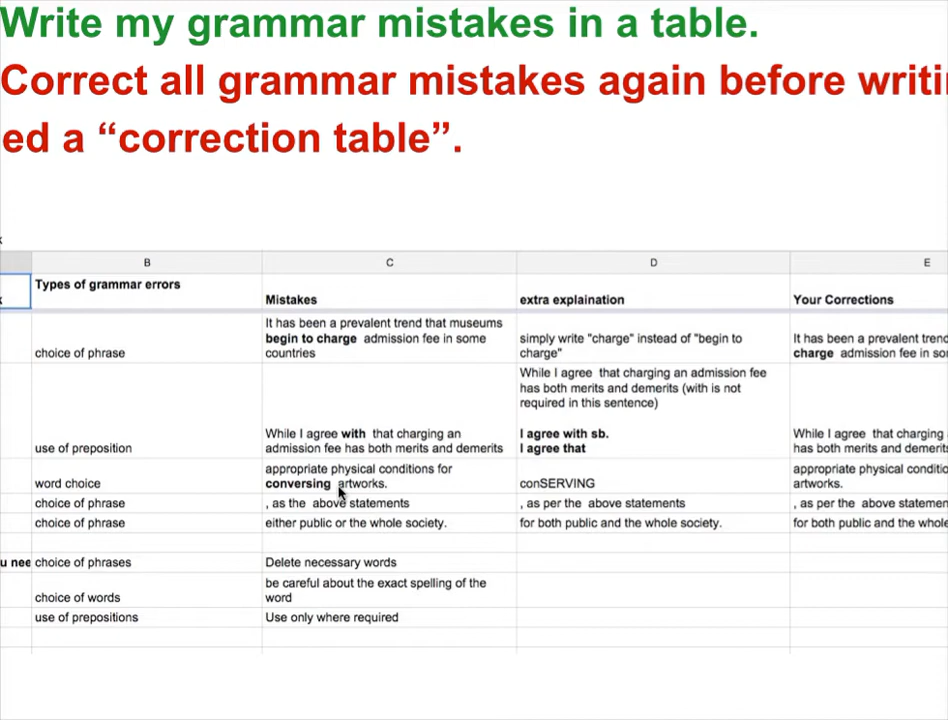 Write my grammar mistakes in a table.
Correct all grammar mistakes again before
ed a “correction table”.
B C D E
Types of grammar errors
Mistakes extra explaination Your Corrections
It has been a prevalent trend that museums
begin to charge admission fee in some
countries
choice of phrase
simply write "charge" instead of "begin to
charge"
It has been a prevalent trend
charge admission fee in
While I agree with that charging an
admission fee has both merits and demerits
use of preposition
While I agree that charging an admission fee
has both merits and demerits (with is not
required in this sentence)
I agree with sb.
I agree that
While I agree that charging
has both merits and
word choice
appropriate physical conditions for
conversing artworks.
conSERVING
appropriate physical
artworks.
choice of phrase , as the above statements , as per the above statements , as per the above
choice of phrase either public or the whole society. for both public and the whole society. for both public and the whole
choice of phrases Delete necessary words
be careful about the exact spelling of the
word
choice of words
use of prepositions Use only where required